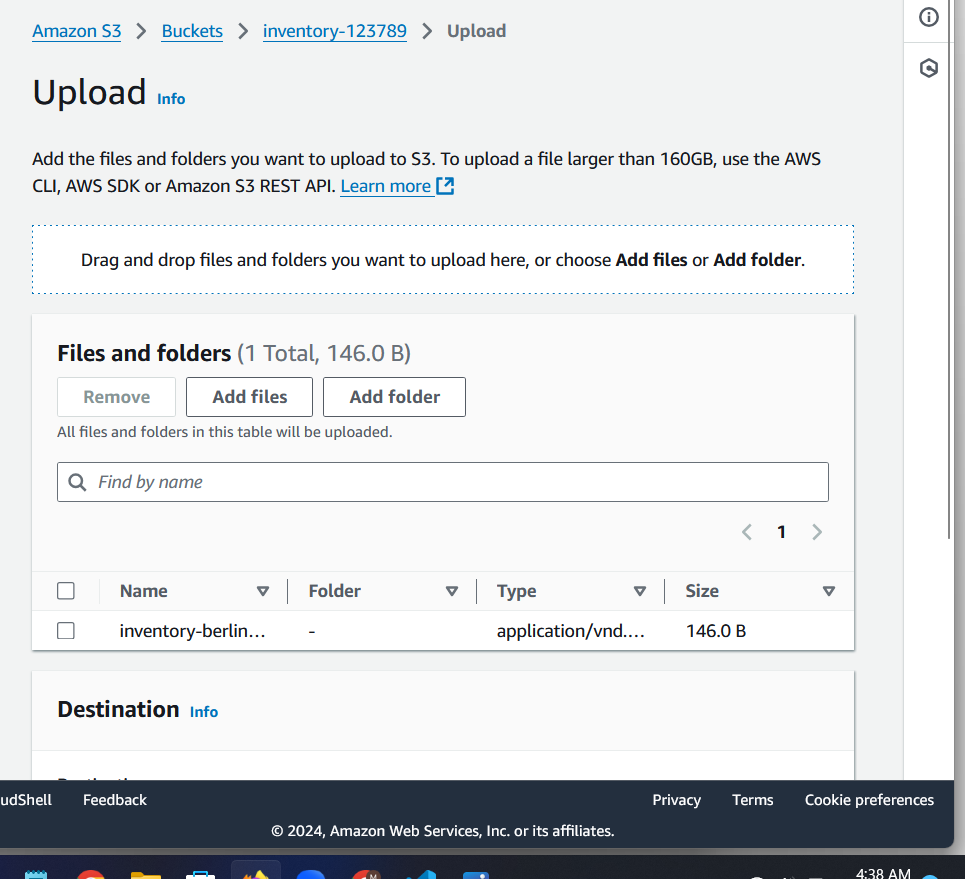 Amazon S3 > Buckets > inventory-123789 > Upload
Upload Info
Add the files and folders you want to upload to S3. To upload a file larger than 160GB, use the AWS
CLI, AWS SDK or Amazon S3 REST API. Learn more
Drag and drop files and folders you want to upload here, or choose Add files or Add folder.
Files and folders (1 Total, 146.0 B)
Remove Add files Add folder
All files and folders in this table will be uploaded.
Find by name
1
Name Folder Type Size
inventory-berlin... - application/vnd.... 146.0 B
Destination Info
udShell Feedback Privacy Terms Cookie preferences
© 2024, Amazon Web Services, Inc. or its affiliates.
4:38 AM